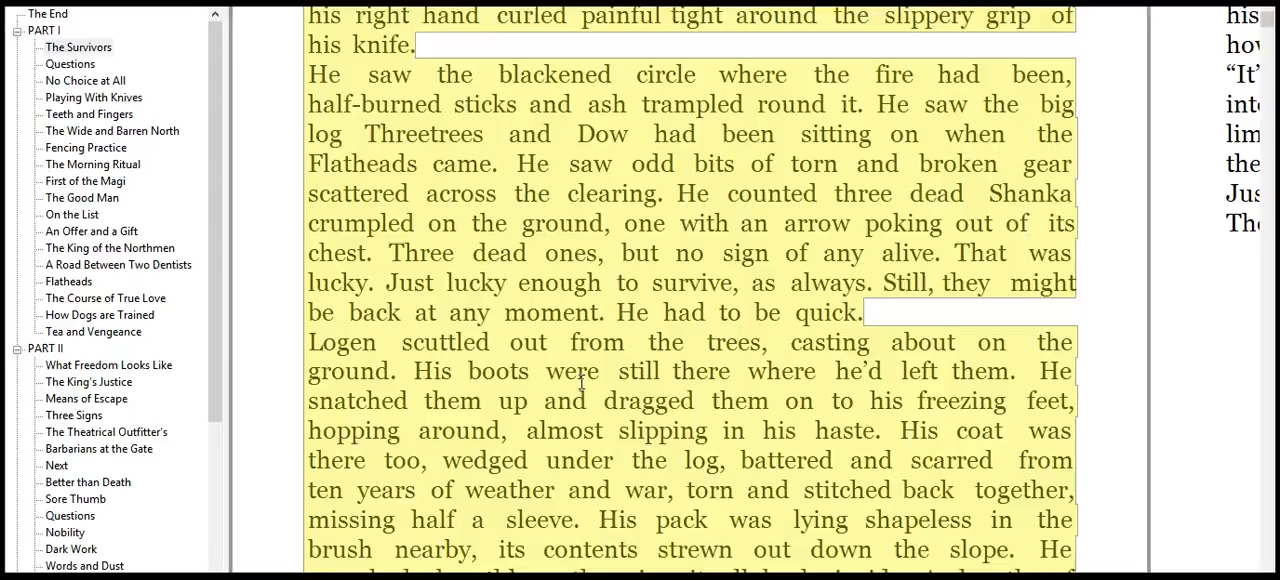 The End
PART I
The Survivors
Questions
No Choice at All
Playing With Knives
Teeth and Fingers
The Wide and Barren North
Fencing Practice
The Morning Ritual
First of the Magi
The Good Man
On the List
An Offer and a Gift
The King of the Northmen
A Road Between Two Dentists
Flatheads
The Course of True Love
How Dogs are Trained
Tea and Vengeance
PART II
What Freedom Looks Like
The King's Justice
Means of Escape
Three Signs
The Theatrical Outfitter's
Barbarians at the Gate
Next
Better than Death
Sore Thumb
Questions
Nobility
Dark Work
Words and Dust
his right hand curled painful tight around the slippery grip of
his knife.
He saw the blackened circle where the fire had been,
half-burned sticks and ash trampled round it. He saw the big
log Threetrees and Dow had been sitting on when the
Flatheads came. He saw odd bits of torn and broken gear
scattered across the clearing. He counted three dead Shanka
crumpled on the ground, one with an arrow poking out of its
chest. Three dead ones, but no sign of any alive. That was
lucky. Just lucky enough to survive, as always. Still, they might
be back at any moment. He had to be quick.
Logen scuttled out from the trees, casting about on the
ground. His boots were still there where he’d left them. He
snatched them up and dragged them on to his freezing feet,
hopping around, almost slipping in his haste. His coat was
there too, wedged under the log, battered and scarred from
ten years of weather and war, torn and stitched back together,
missing half a sleeve. His pack was lying shapeless in the
brush nearby, its contents strewn out down the slope. He
his
“It’
the